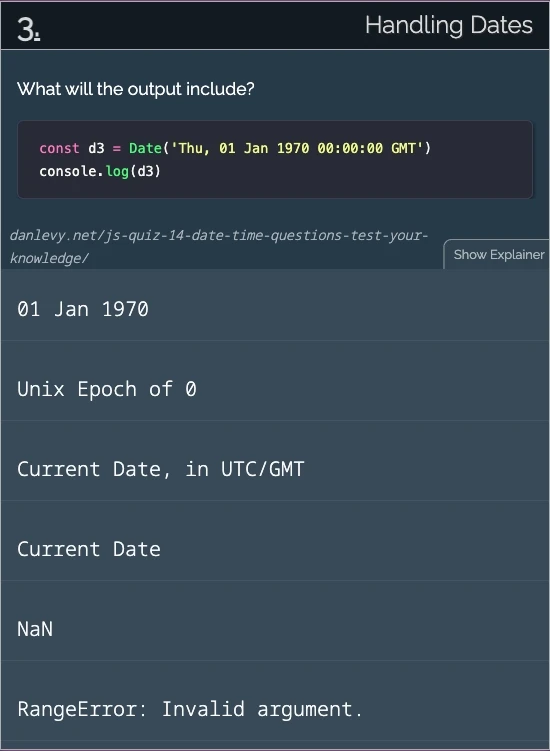 3.
Handling Dates
What will the output include?
const d3 = Date('Thu, 01 Jan 1970 00:00:00 GMT')
console.log(d3)
danlevy.net/js-quiz-14-date-time-questions-test-your-
knowledge/
Show Explainer
01 Jan 1970
Unix Epoch of 0
Current Date, in UTC/GMT
Current Date
NaN
RangeError: Invalid argument.